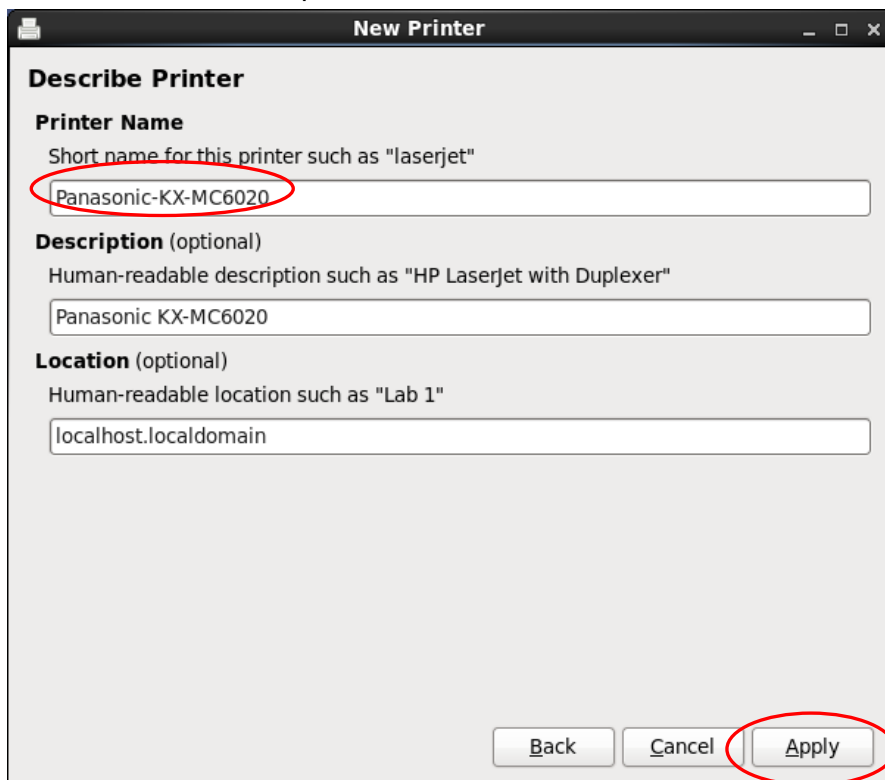 New Printer
Describe Printer
Printer Name
Short name for this printer such as "laserjet"
Panasonic-KX-MC6020
Description (optional)
Human-readable description such as "HP LaserJet with Duplexer"
Panasonic KX-MC6020
Location (optional)
Human-readable location such as "Lab 1"
localhost.localdomain
Back Cancel Apply